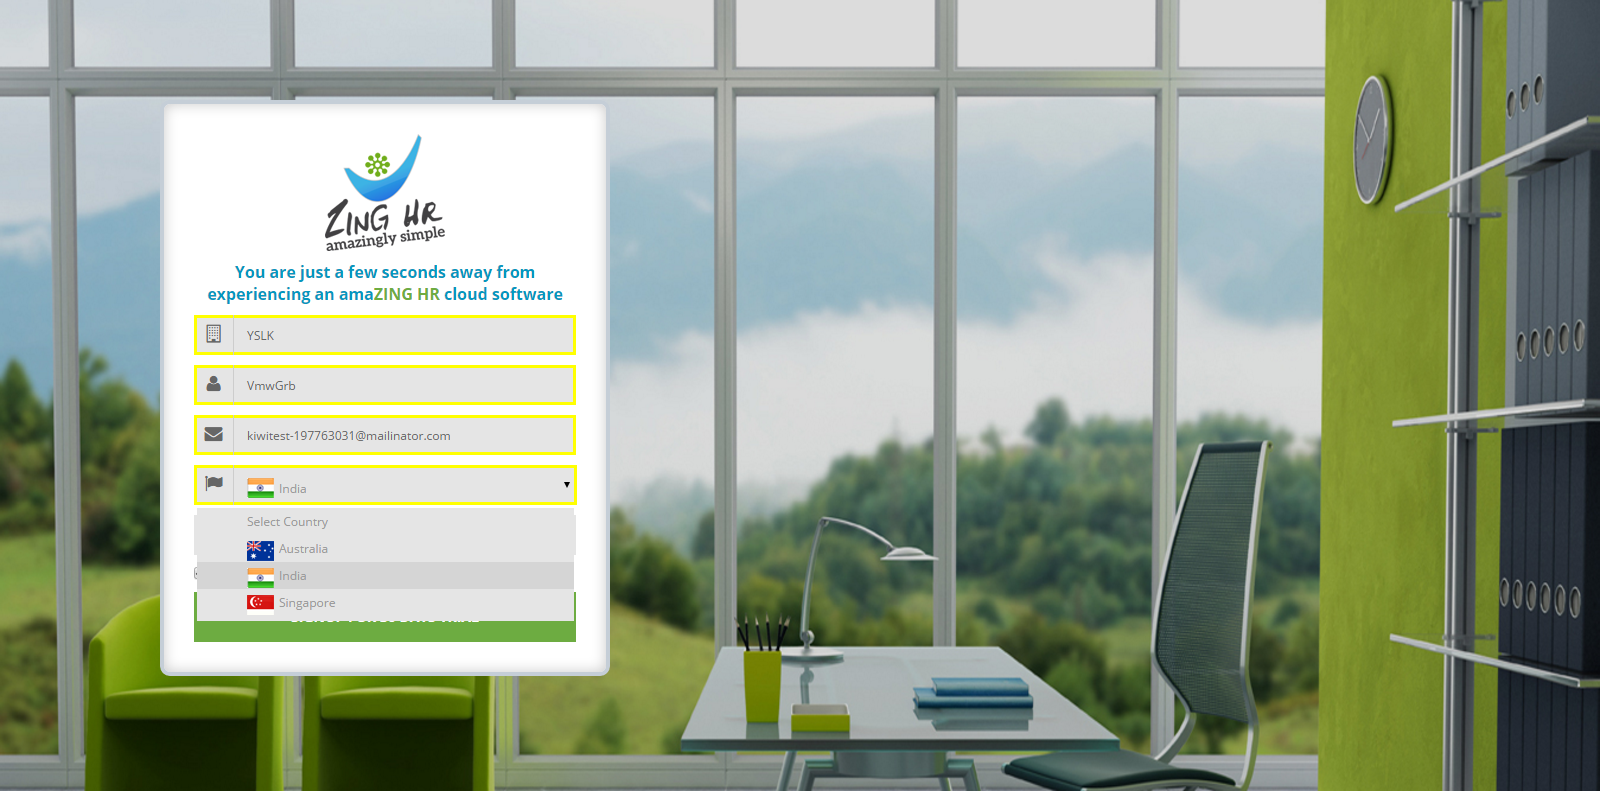 ZING HR
amazingly simple
You are just a few seconds away from
experiencing an amaZING HR cloud software
YSLK
VmwGrb
kiwitest-197763031@mailinator.com
India
Select Country
Australia
India
Singapore